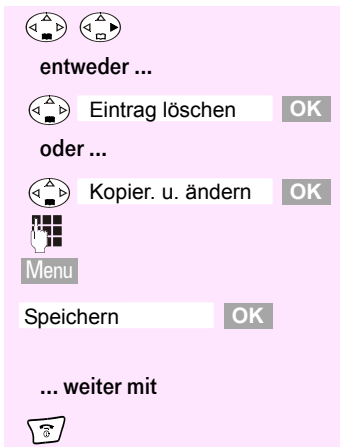 entweder ...
Eintrag löschen OK
oder ...
Kopier. u. ändern OK
Menu
Speichern OK
... weiter mit